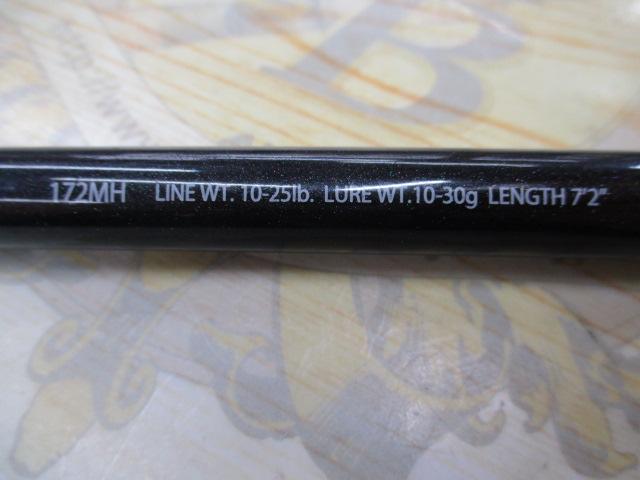 172MH LINE WT. 10-25lb. LURE WT.10-30g LENGTH 7'2"
B